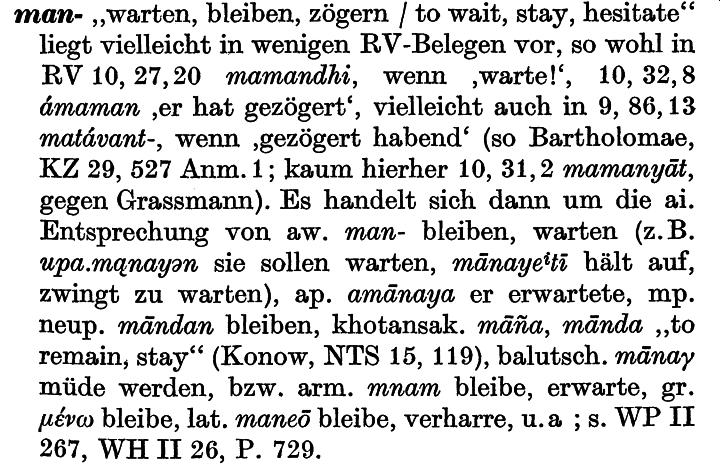 man- „warten, bleiben, zögern / to wait, stay, hesitate“
liegt vielleicht in wenigen RV-Belegen vor, so wohl in
RV 10, 27,20 mamandhi, wenn ‚warte!‘, 10, 32,8
ámaman ‚er hat gezögert‘, vielleicht auch in 9, 86,13
matávant-, wenn ‚gezögert habend‘ (so Bartholomae,
KZ 29, 527 Anm. 1; kaum hierher 10, 31,2 mamanyāt,
gegen Grassmann). Es handelt sich dann um die ai.
Entsprechung von aw. man- bleiben, warten (z. B.
upa.mąnayən sie sollen warten, mānayeⁱtī hält auf,
zwingt zu warten), ap. amānaya er erwartete, mp.
neup. māndan bleiben, khotansak. māña, mānda „to
remain, stay“ (Konow, NTS 15, 119), balutsch. mānaγ
müde werden, bzw. arm. mnam bleibe, erwarte, gr.
μένω bleibe, lat. maneō bleibe, verharre, u. a ; s. WP II
267, WH II 26, P. 729.